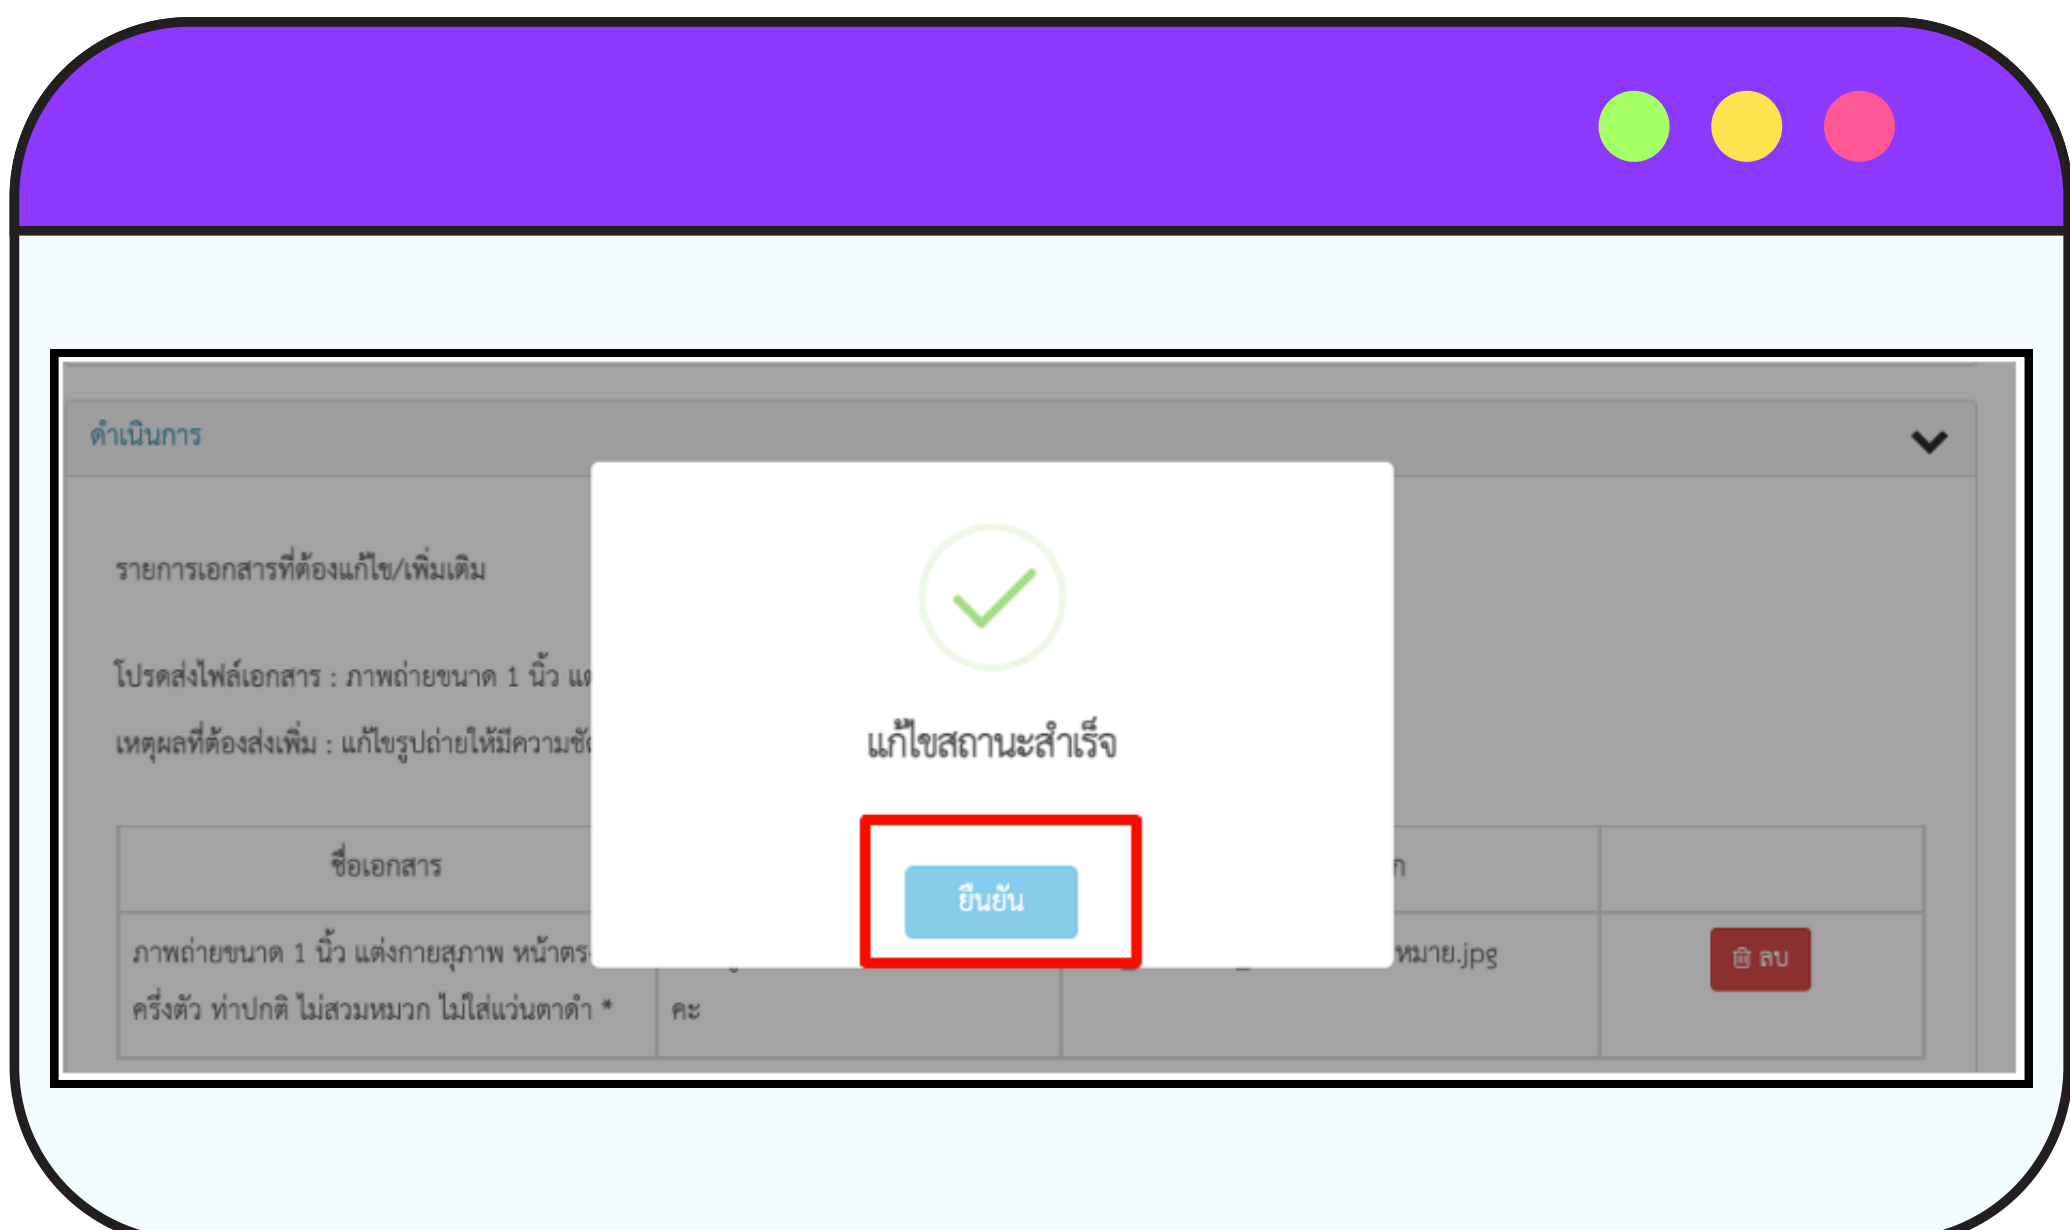 ดำเนินการ
รายการเอกสารที่ต้องแก้ไข/เพิ่มเติม
โปรดส่งไฟล์เอกสาร : ภาพถ่ายขนาด 1 นิ้ว
เหตุผลที่ต้องส่งเพิ่ม : แก้ไขรูปถ่ายให้มีความ
แก้ไขสถานะสำเร็จ
ยืนยัน
ชื่อเอกสาร
ภาพถ่ายขนาด 1 นิ้ว แต่งกายสุภาพ หน้าตร
หมาย.jpg
ลบ
ครึ่งตัว ท่าปกติ ไม่สวมหมวก ไม่ใส่แว่นตาดำ *
คะ